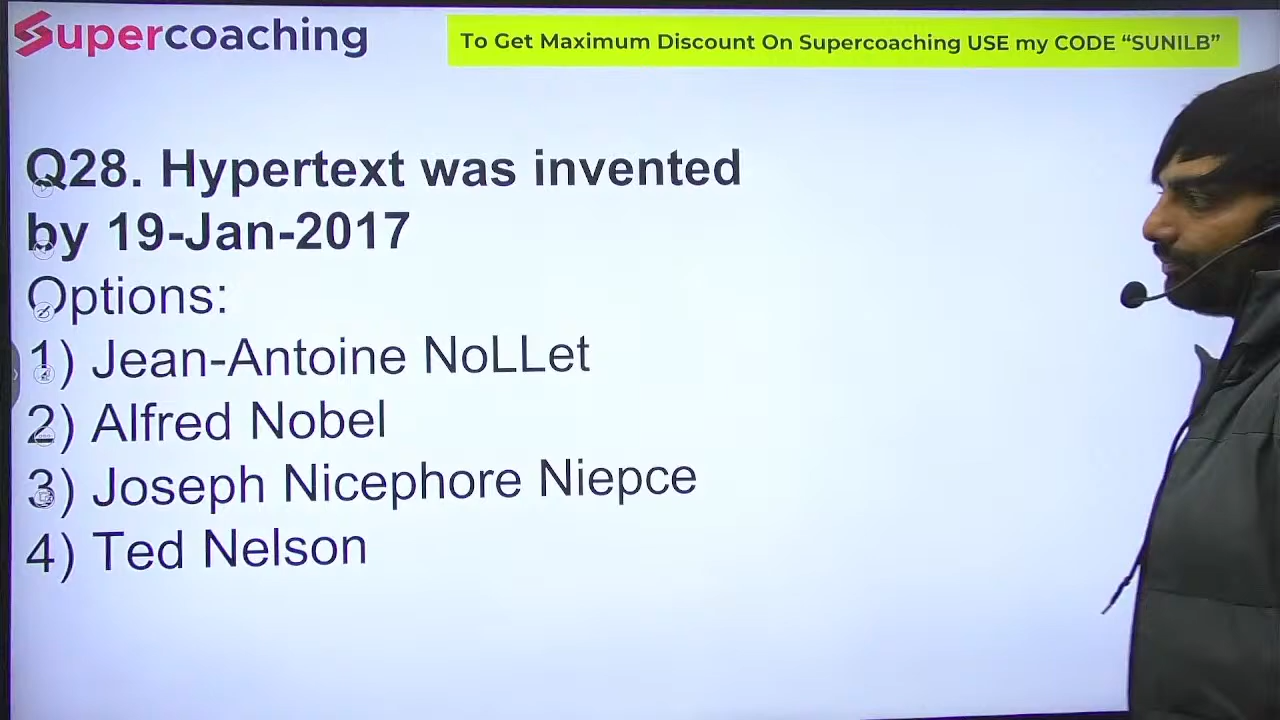 Supercoaching
To Get Maximum Discount On Supercoaching USE my CODE “SUNILB”
Q28. Hypertext was invented
by 19-Jan-2017
Options:
1) Jean-Antoine NoLLet
2) Alfred Nobel
3) Joseph Nicephore Niepce
4) Ted Nelson